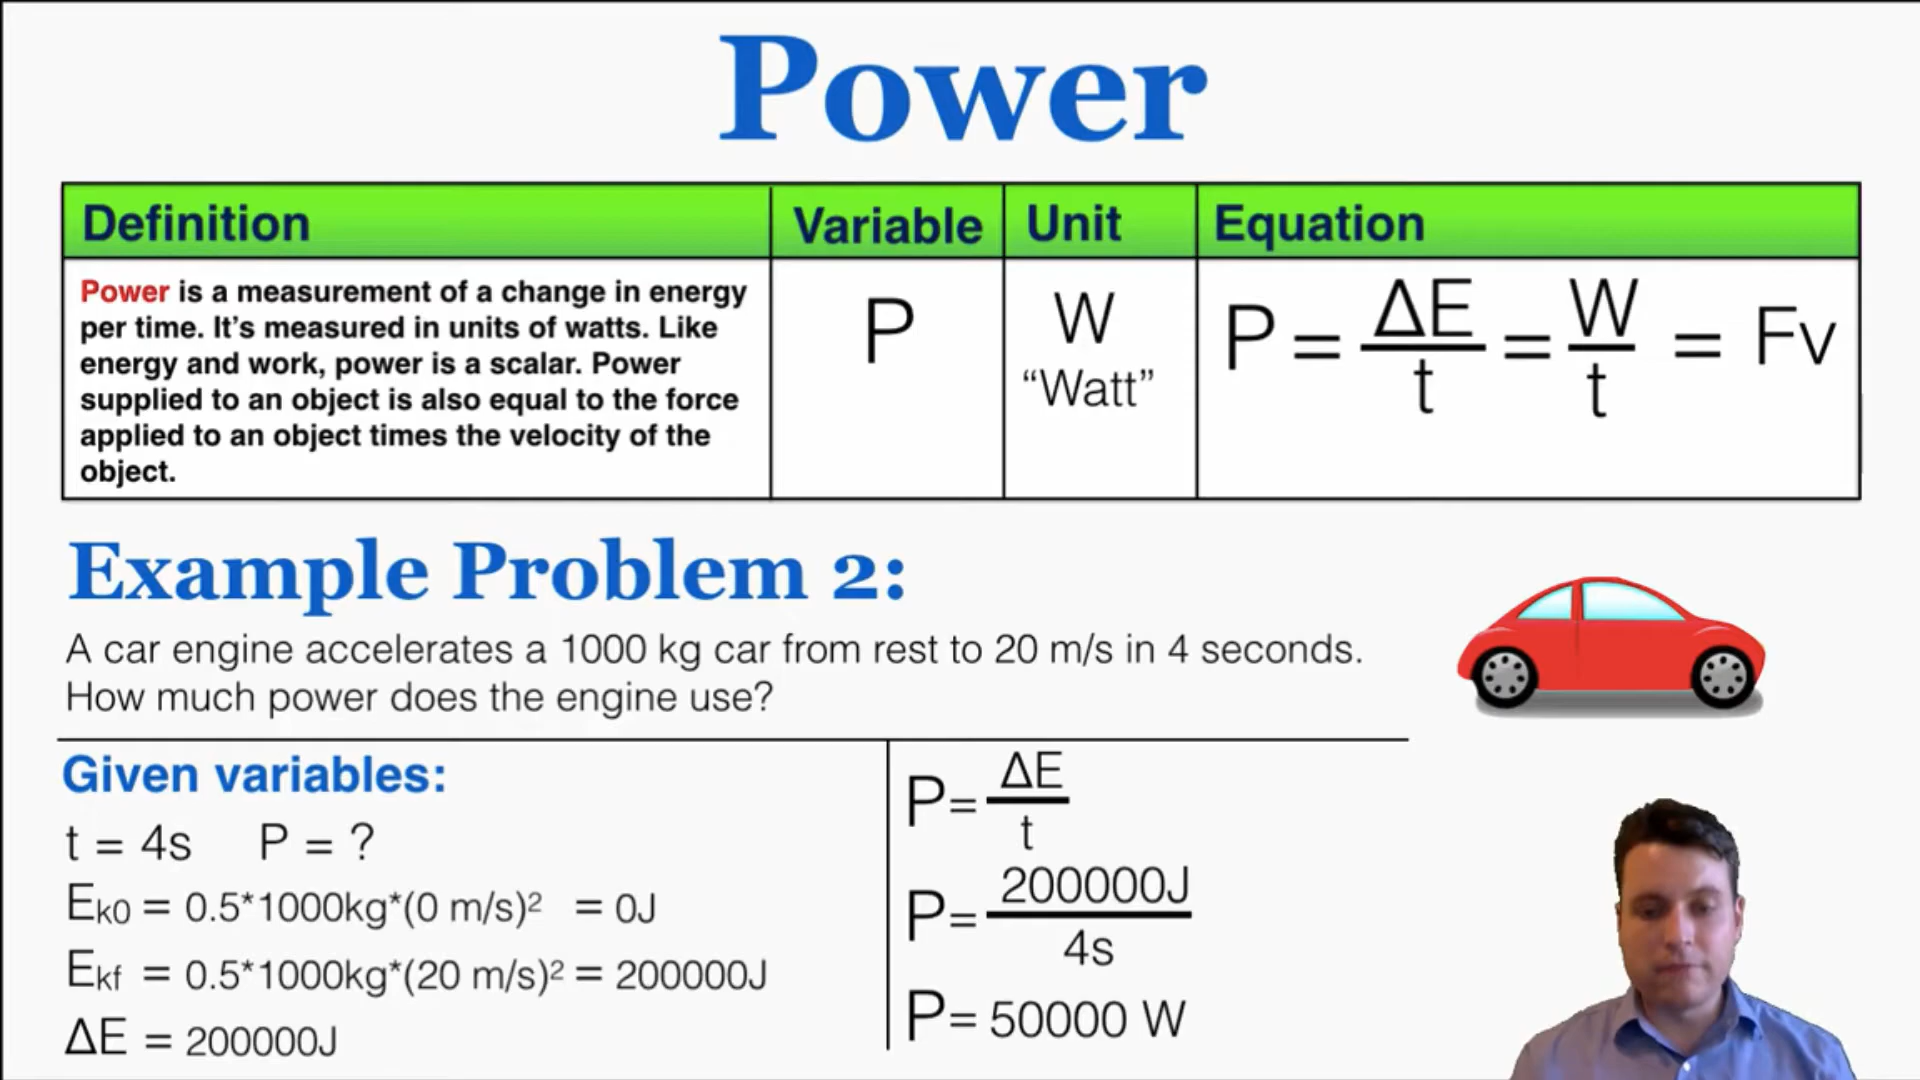 Power
Definition
Variable
Unit
Equation
Power is a measurement of a change in energy
per time. It’s measured in units of watts. Like
energy and work, power is a scalar. Power
supplied to an object is also equal to the force
applied to an object times the velocity of the
object.
P
W
“Watt”
P = ΔE/t = W/t = Fv
Example Problem 2:
A car engine accelerates a 1000 kg car from rest to 20 m/s in 4 seconds.
How much power does the engine use?
Given variables:
t = 4s P = ?
Ek0 = 0.5*1000kg*(0 m/s)² = 0J
Ekf = 0.5*1000kg*(20 m/s)² = 200000J
ΔE = 200000J
P= ΔE/t
P= 200000J/4s
P= 50000 W